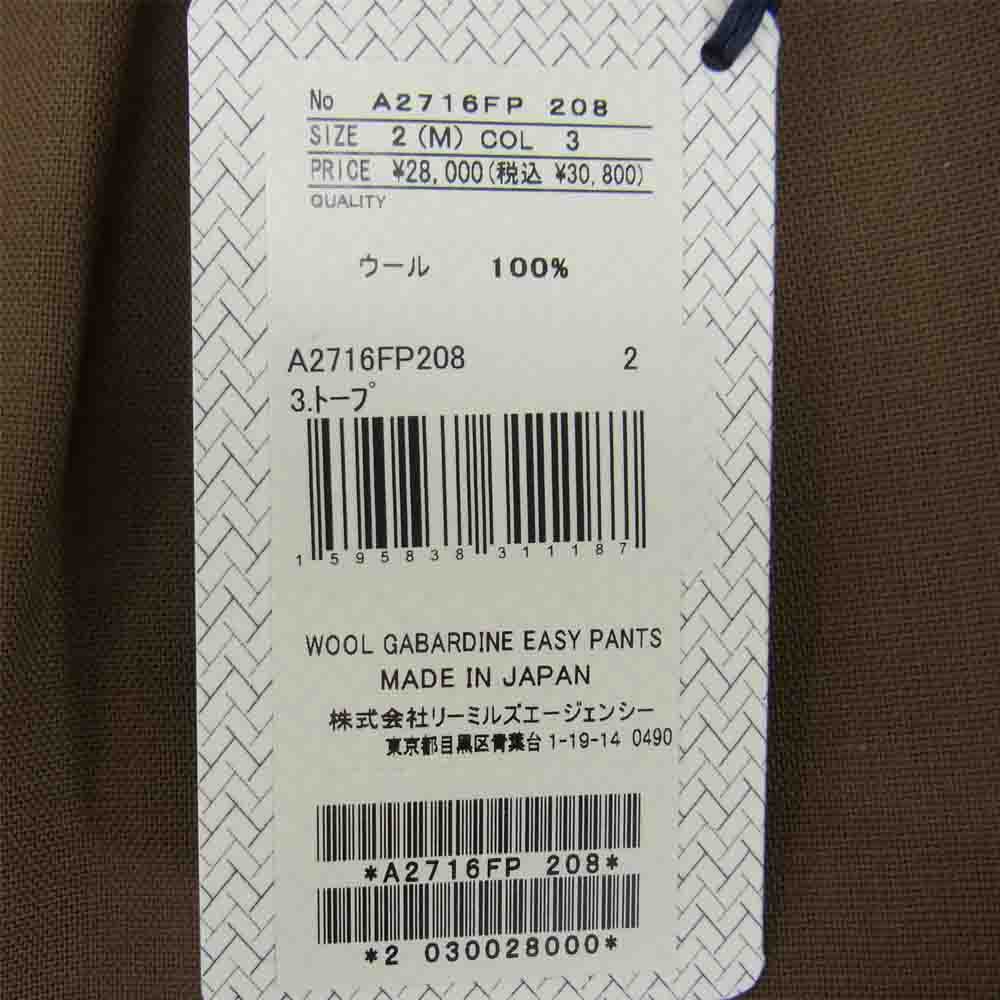 No A2716FP 208
SIZE 2(M) COL 3
PRICE ¥28,000(税込 ¥30,800)
QUALITY
ウール 100%
A2716FP208 2
3.トープ
1 595838 311187
WOOL GABARDINE EASY PANTS
MADE IN JAPAN
株式会社リーミルズエージェンシー
東京都目黒区青葉台 1-19-14 0490
*A2716FP 208*
*2 030028000*